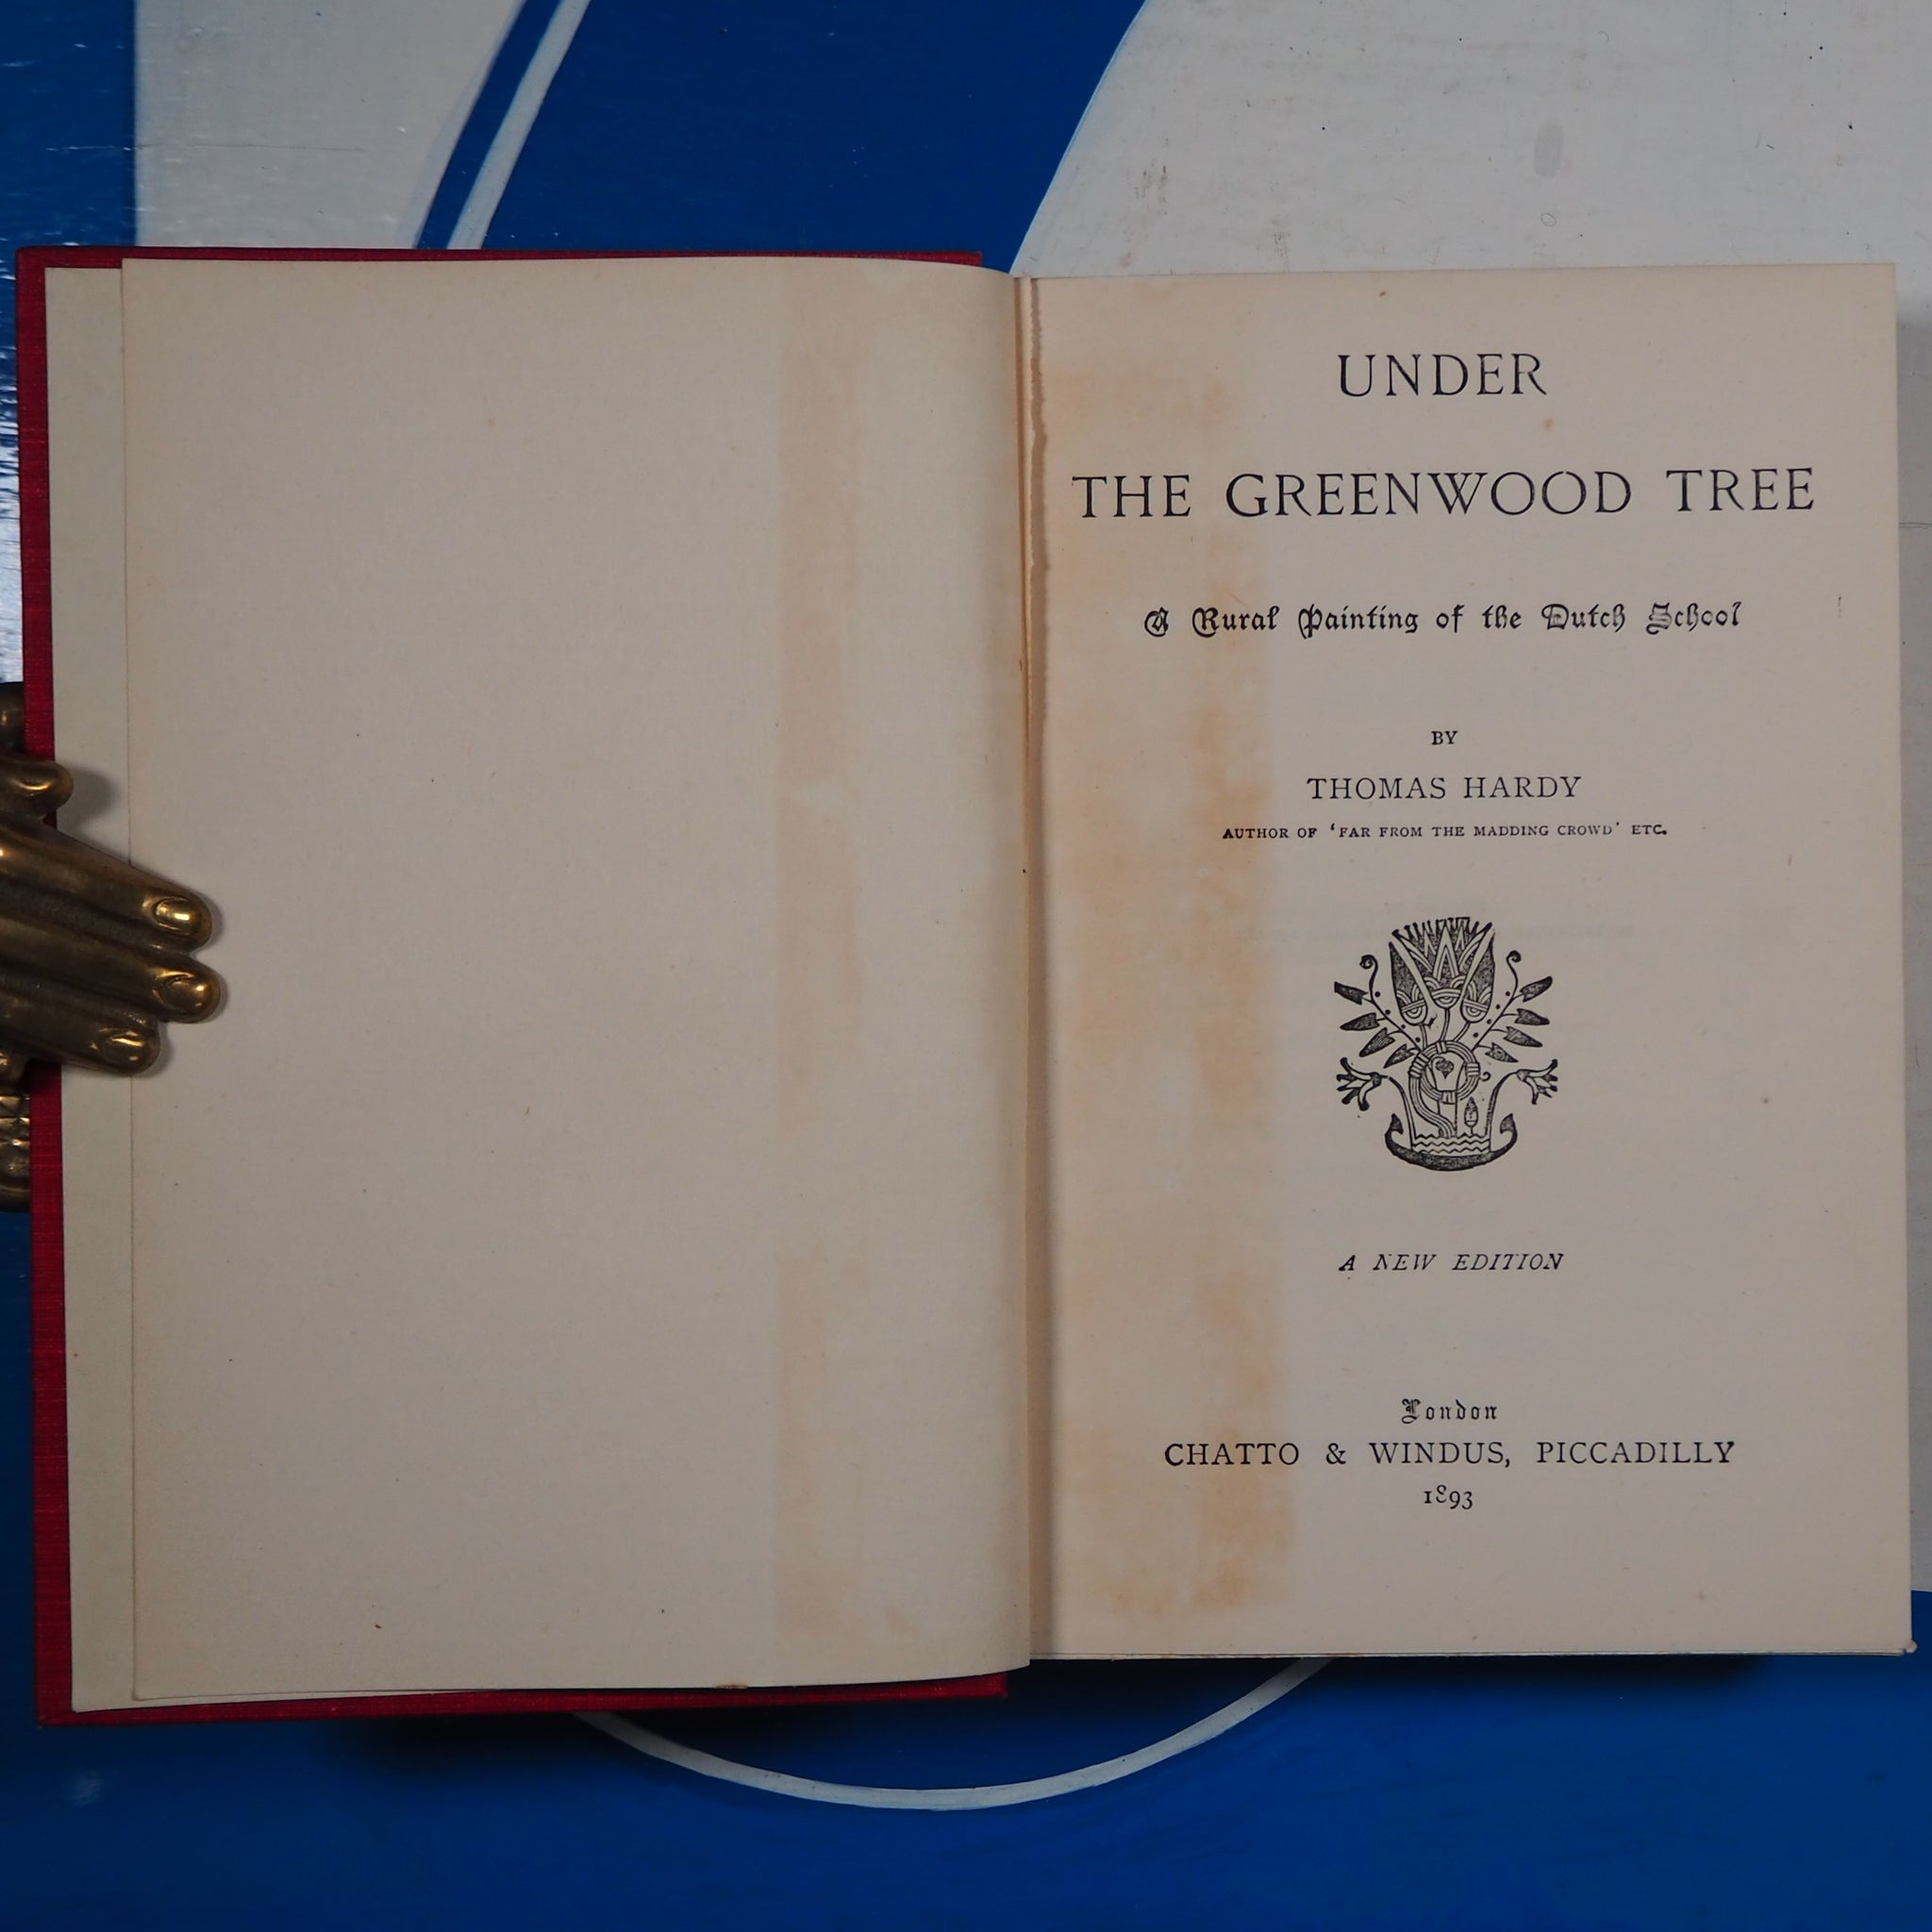 UNDER
THE GREENWOOD TREE
A Rural Painting of the Dutch School
BY
THOMAS HARDY
AUTHOR OF 'FAR FROM THE MADDING CROWD' ETC.
A NEW EDITION
London
CHATTO & WINDUS, PICCADILLY
1893